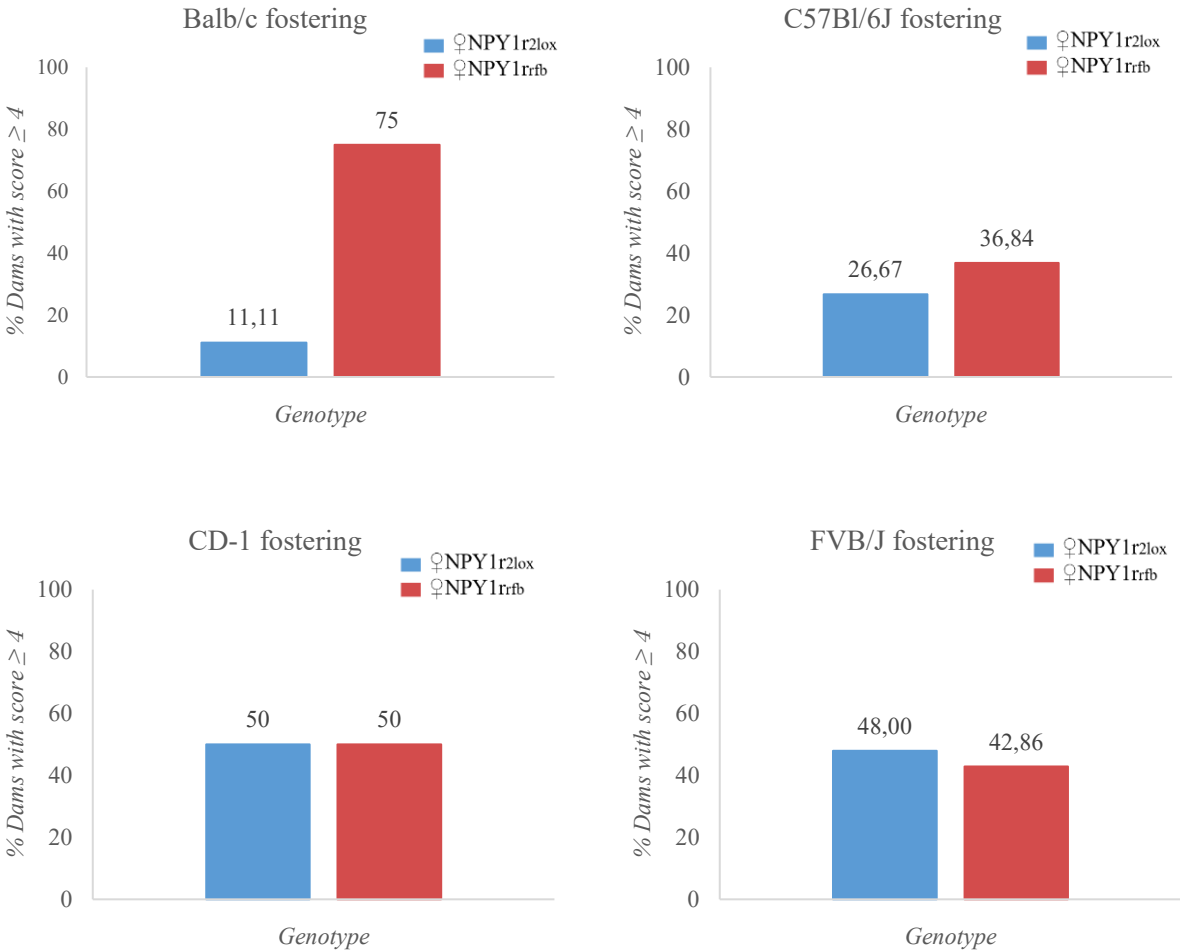 Balb/c fostering
♀NPY1r2lox
♀NPY1rrfb
% Dams with score ≥ 4
100
80
60
40
20
0
11,11
75
Genotype
C57Bl/6J fostering
♀NPY1r2lox
♀NPY1rrfb
% Dams with score ≥ 4
100
80
60
40
20
0
26,67
36,84
Genotype
CD-1 fostering
♀NPY1r2lox
♀NPY1rrfb
% Dams with score ≥ 4
100
80
60
40
20
0
50
50
Genotype
FVB/J fostering
♀NPY1r2lox
♀NPY1rrfb
% Dams with score ≥ 4
100
80
60
40
20
0
48,00
42,86
Genotype